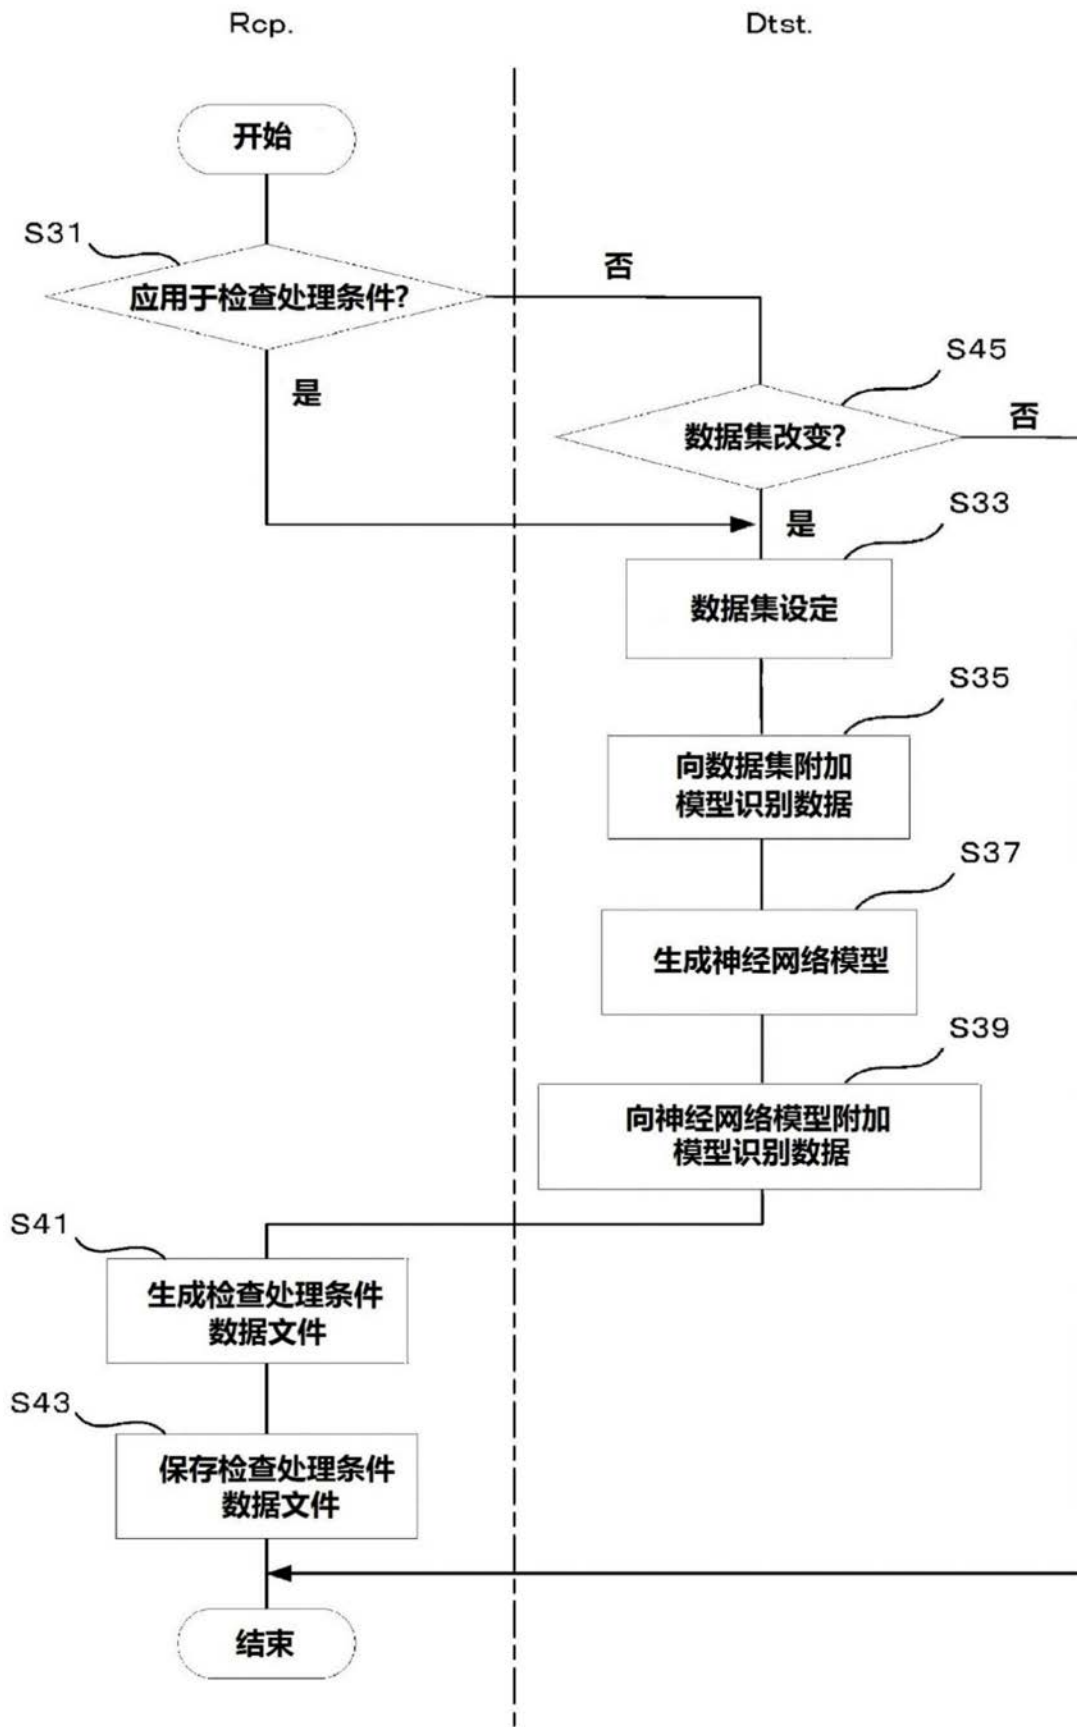 Rcp.
Dtst.
开始
S31
应用于检查处理条件?
否
是
S45
数据集改变?
否
是
S33
数据集设定
S35
向数据集附加
模型识别数据
S37
生成神经网络模型
S39
向神经网络模型附加
模型识别数据
S41
生成检查处理条件
数据文件
S43
保存检查处理条件
数据文件
结束